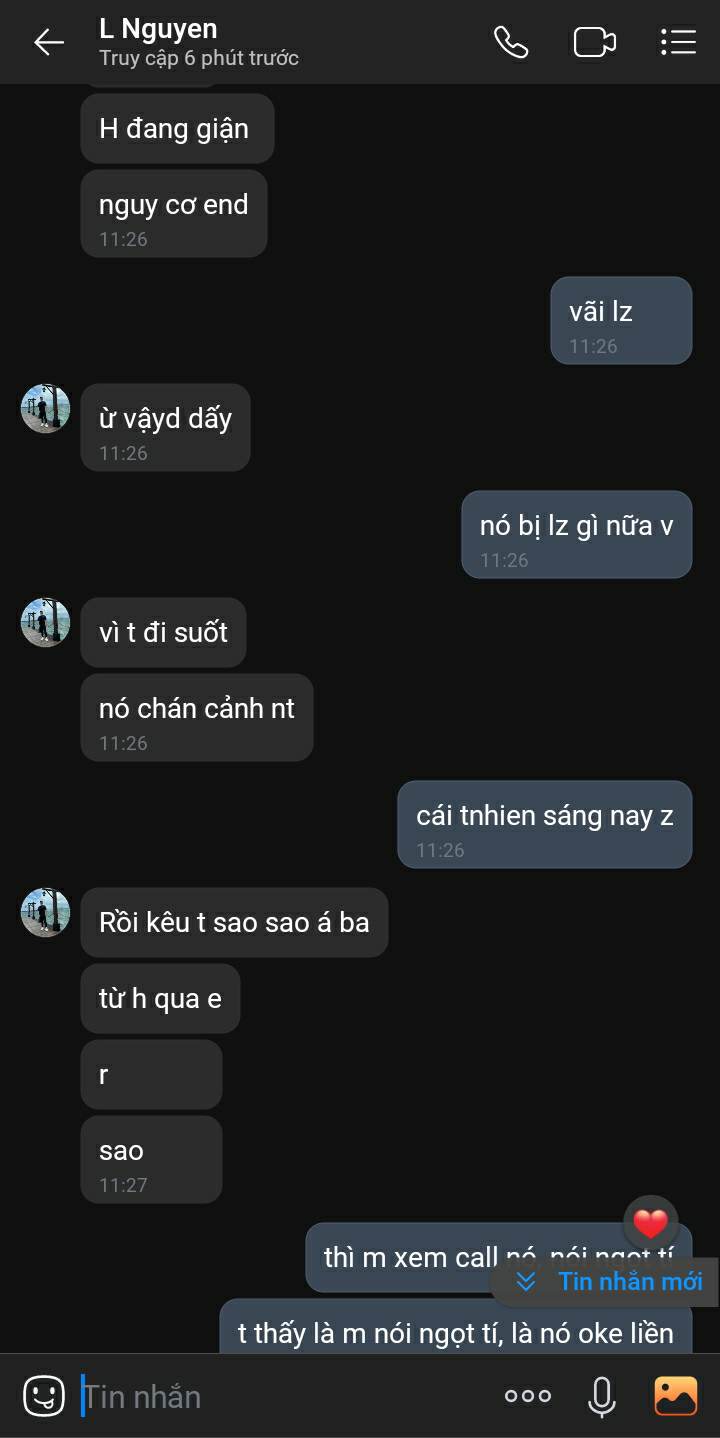 L Nguyen
Truy cập 6 phút trước
H đang giận
nguy cơ end
11:26
vãi lz
11:26
ừ vậyd dấy
11:26
nó bị lz gì nữa v
11:26
vì t đi suốt
nó chán cảnh nt
11:26
cái tnhien sáng nay z
11:26
Rồi kêu t sao sao á ba
từ h qua e
r
sao
11:27
thì m xem call nó, nói ngọt tí
Tin nhắn mới
t thấy là m nói ngọt tí, là nó oke liền
Tin nhắn